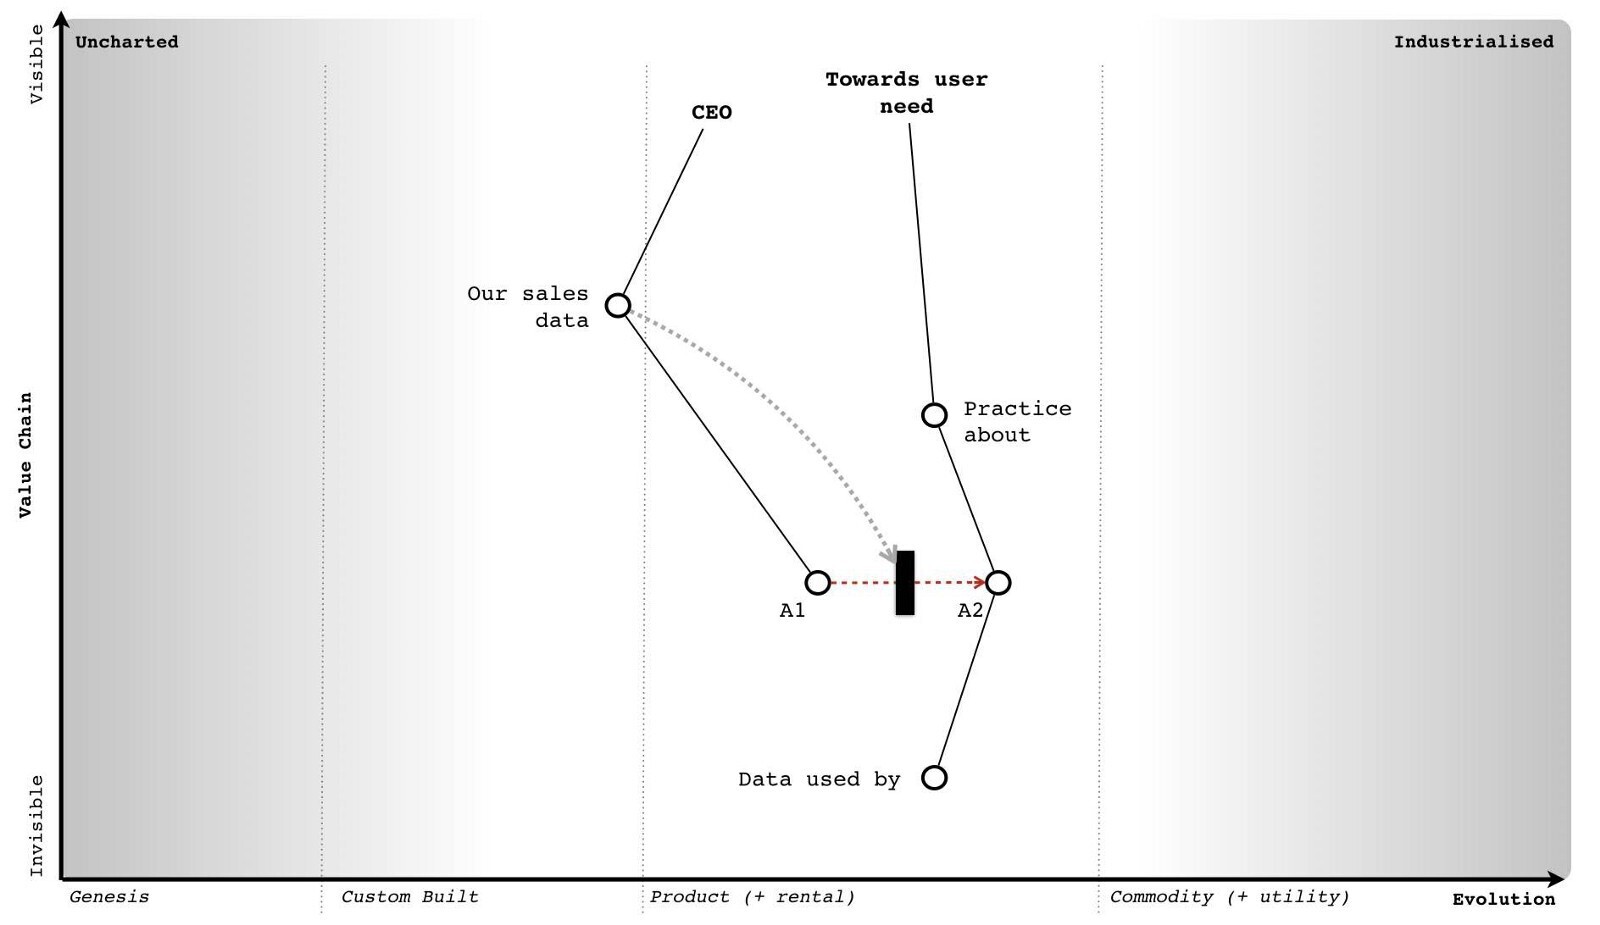 Visible
Uncharted
Industrialised
Towards user
need
CEO
Our sales
data
Practice
about
Value Chain
A1
A2
Data used by
Invisible
Genesis
Custom Built
Product (+ rental)
Commodity (+ utility)
Evolution